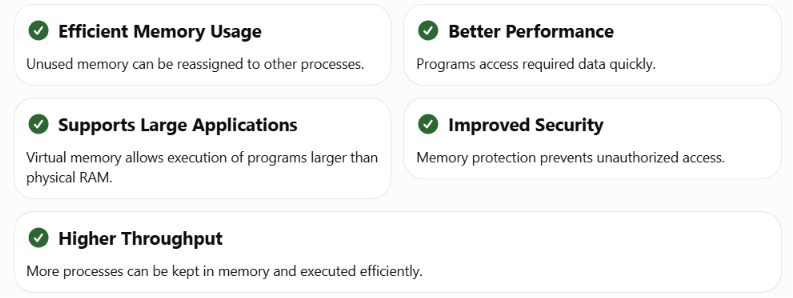 Efficient Memory Usage
Unused memory can be reassigned to other processes.
Better Performance
Programs access required data quickly.
Supports Large Applications
Virtual memory allows execution of programs larger than
physical RAM.
Improved Security
Memory protection prevents unauthorized access.
Higher Throughput
More processes can be kept in memory and executed efficiently.